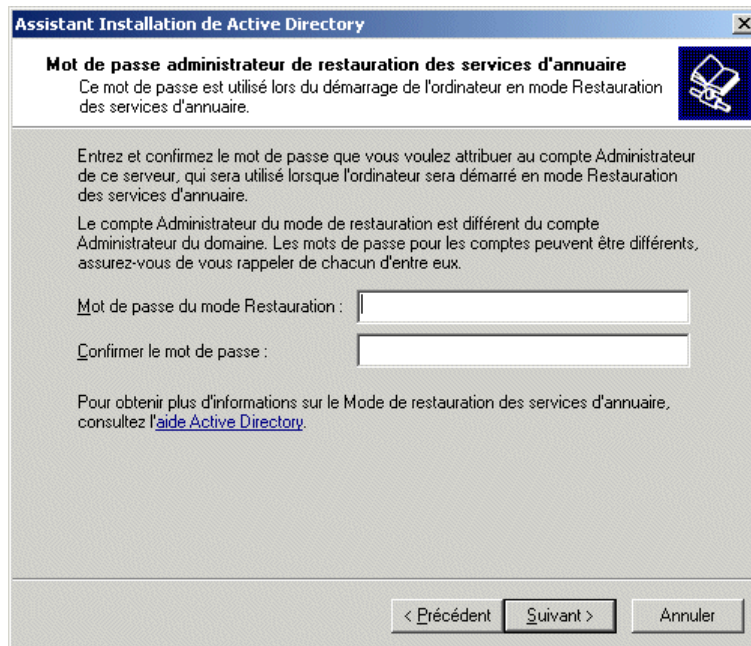 Assistant Installation de Active Directory
Mot de passe administrateur de restauration des services d'annuaire
Ce mot de passe est utilisé lors du démarrage de l'ordinateur en mode Restauration
des services d'annuaire.
Entrez et confirmez le mot de passe que vous voulez attribuer au compte Administrateur
de ce serveur, qui sera utilisé lorsque l'ordinateur sera démarré en mode Restauration
des services d'annuaire.
Le compte Administrateur du mode de restauration est différent du compte
Administrateur du domaine. Les mots de passe pour les comptes peuvent être différents,
assurez-vous de vous rappeler de chacun d'entre eux.
Mot de passe du mode Restauration :
Confirmer le mot de passe :
Pour obtenir plus d'informations sur le Mode de restauration des services d'annuaire,
consultez l'aide Active Directory.
< Précédent Suivant > Annuler